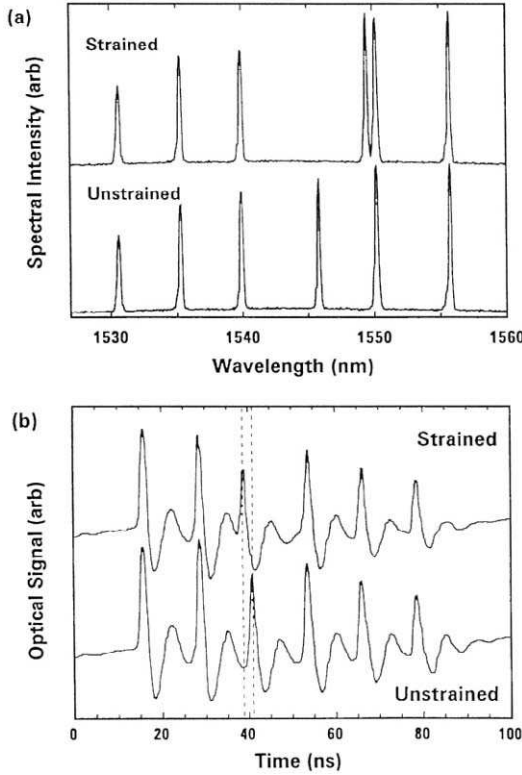 (a)
Strained
Unstrained
Spectral Intensity (arb)
1530 1540 1550 1560
Wavelength (nm)
(b)
Strained
Unstrained
Optical Signal (arb)
0 20 40 60 80 100
Time (ns)